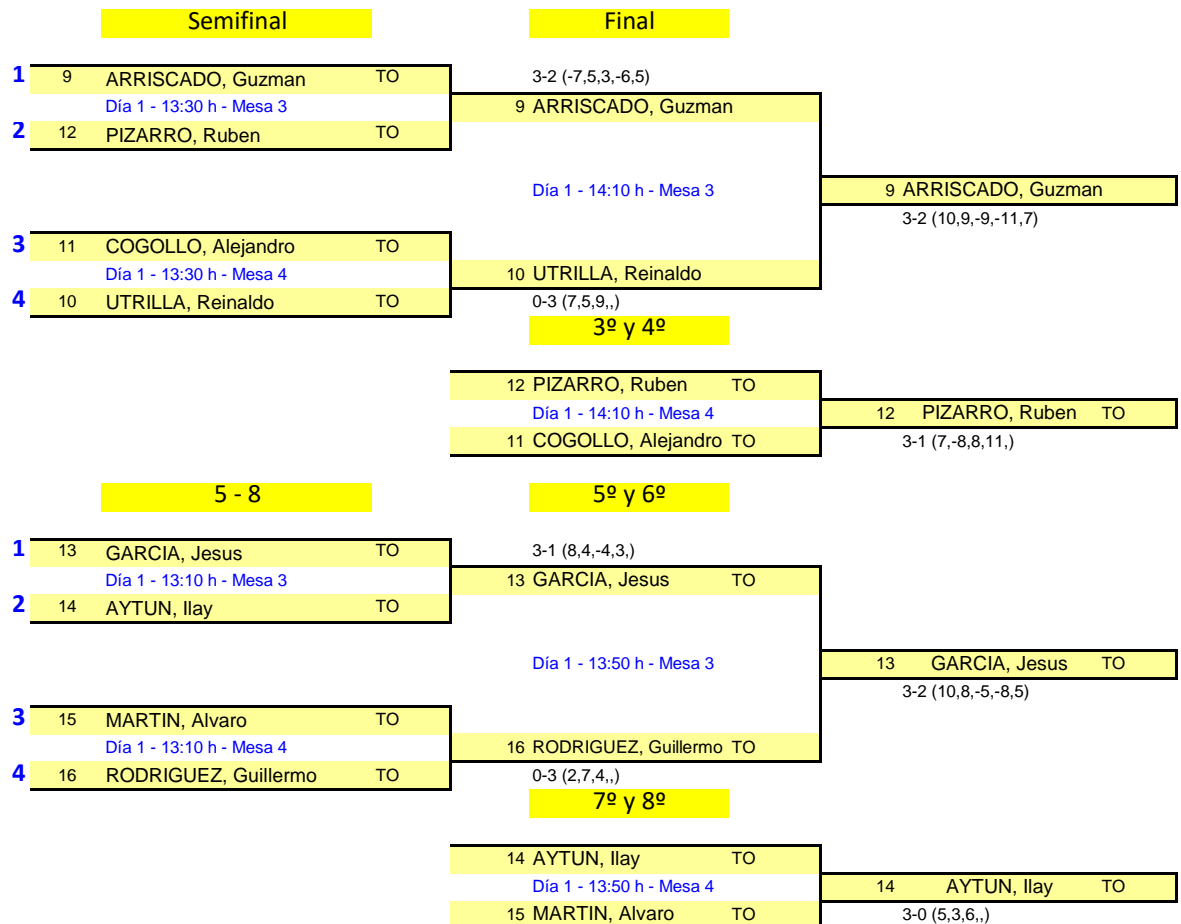 Semifinal Final
1 9 ARRISCADO, Guzman TO 3-2 (-7,5,3,-6,5)
Día 1 - 13:30 h - Mesa 3 9 ARRISCADO, Guzman
2 12 PIZARRO, Ruben TO
Día 1 - 14:10 h - Mesa 3 9 ARRISCADO, Guzman
3-2 (10,9,-9,-11,7)
3 11 COGOLLO, Alejandro TO
Día 1 - 13:30 h - Mesa 4 10 UTRILLA, Reinaldo
4 10 UTRILLA, Reinaldo TO 0-3 (7,5,9,,)
3º y 4º
12 PIZARRO, Ruben TO
Día 1 - 14:10 h - Mesa 4 12 PIZARRO, Ruben TO
11 COGOLLO, Alejandro TO 3-1 (7,-8,8,11,)
5 - 8 5º y 6º
1 13 GARCIA, Jesus TO 3-1 (8,4,-4,3,)
Día 1 - 13:10 h - Mesa 3 13 GARCIA, Jesus TO
2 14 AYTUN, Ilay TO
Día 1 - 13:50 h - Mesa 3 13 GARCIA, Jesus TO
3-2 (10,8,-5,-8,5)
3 15 MARTIN, Alvaro TO
Día 1 - 13:10 h - Mesa 4 16 RODRIGUEZ, Guillermo TO
4 16 RODRIGUEZ, Guillermo TO 0-3 (2,7,4,,)
7º y 8º
14 AYTUN, Ilay TO
Día 1 - 13:50 h - Mesa 4 14 AYTUN, Ilay TO
15 MARTIN, Alvaro TO 3-0 (5,3,6,,)